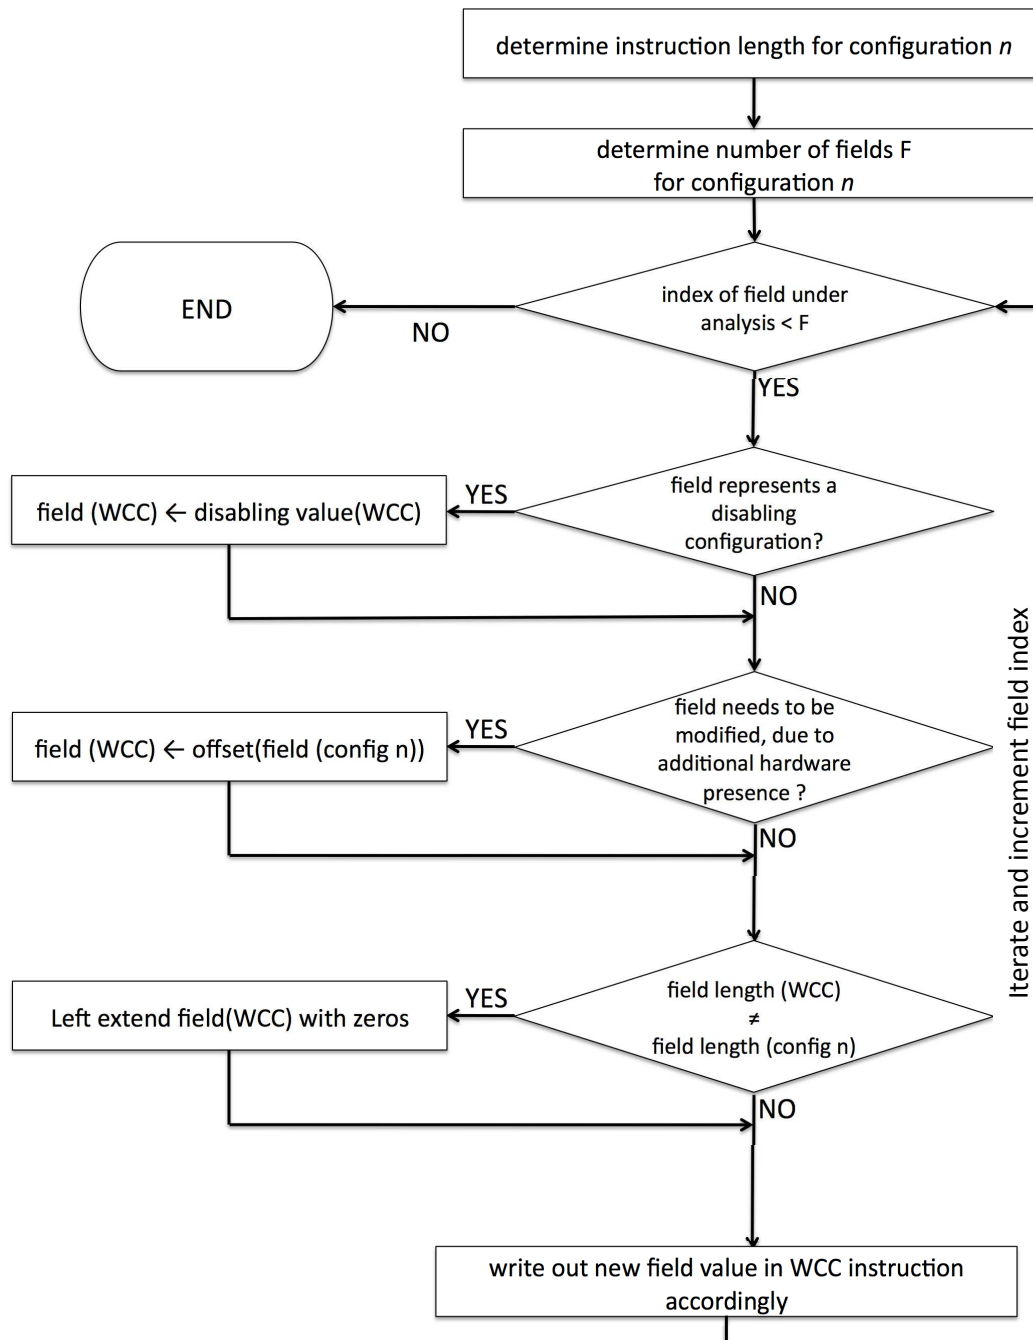 determine instruction length for configuration n
determine number of fields F
for configuration n
index of field under
analysis < F
END
NO
YES
field represents a
disabling
configuration?
YES
field (WCC) ← disabling value(WCC)
NO
field needs to be
modified, due to
additional hardware
presence ?
YES
field (WCC) ← offset(field (config n))
NO
Iterate and increment field index
field length (WCC)
≠
field length (config n)
YES
Left extend field(WCC) with zeros
NO
write out new field value in WCC instruction
accordingly